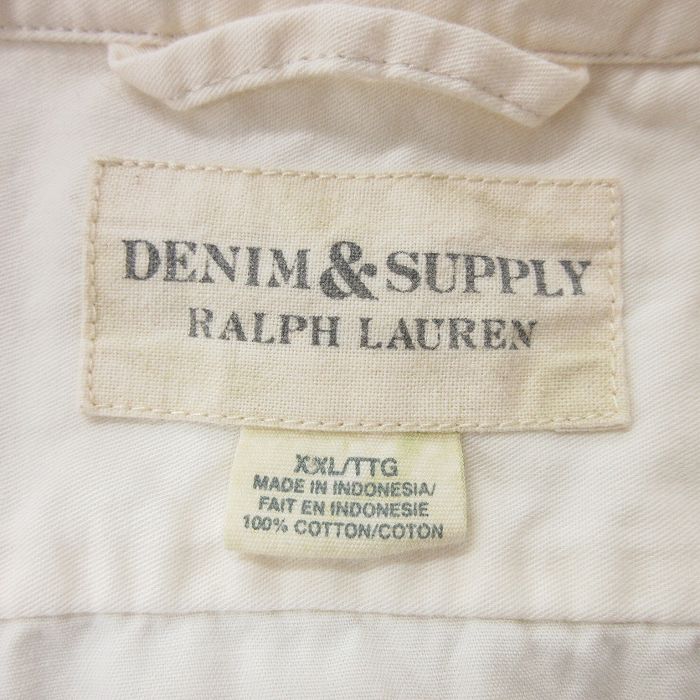 DENIM & SUPPLY
RALPH LAUREN
XXL/TTG
MADE IN INDONESIA/
FAIT EN INDONESIE
100% COTTON/COTON